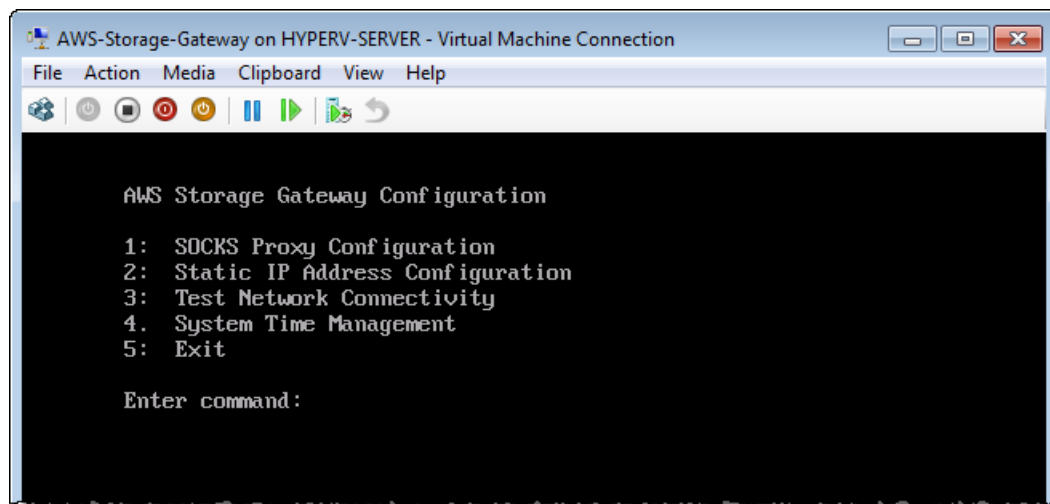 AWS-Storage-Gateway on HYPERV-SERVER - Virtual Machine Connection
File Action Media Clipboard View Help
AWS Storage Gateway Configuration
1: SOCKS Proxy Configuration
2: Static IP Address Configuration
3: Test Network Connectivity
4. System Time Management
5: Exit
Enter command: